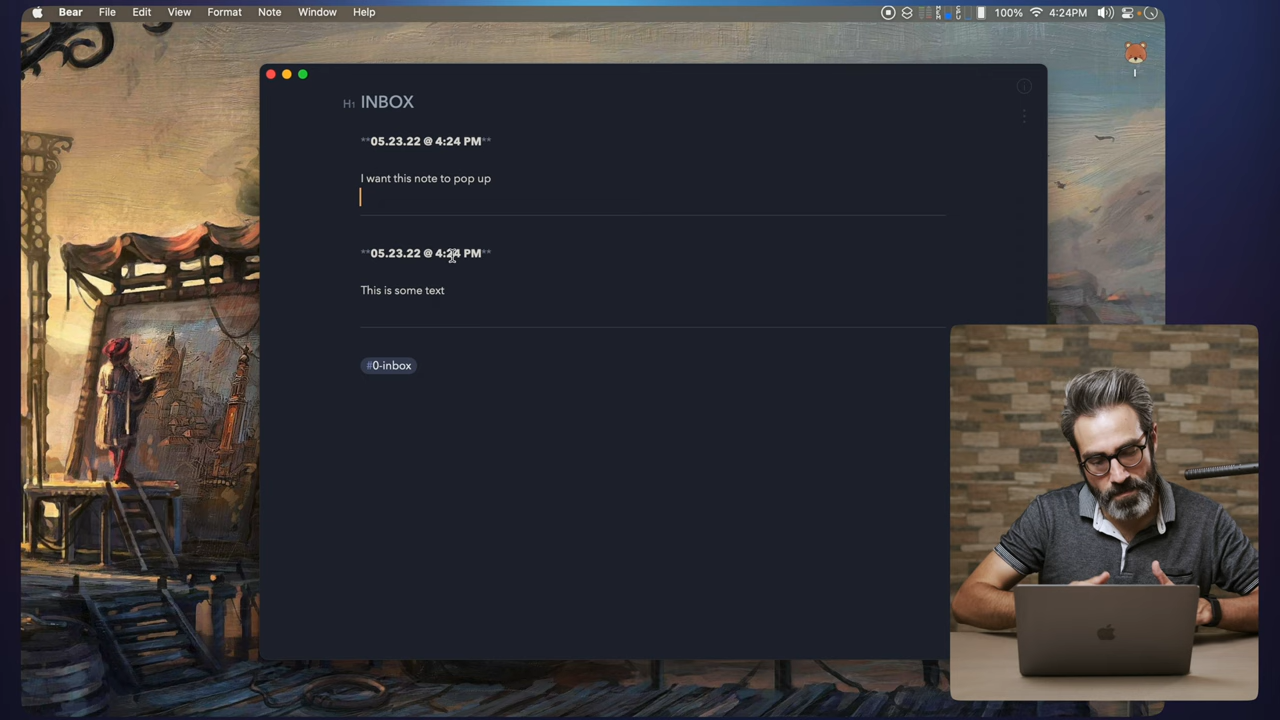 Bear File Edit View Format Note Window Help 100% 4:24PM
H1 INBOX
**05.23.22 @ 4:24 PM**
I want this note to pop up
**05.23.22 @ 4:24 PM**
This is some text
#0-inbox